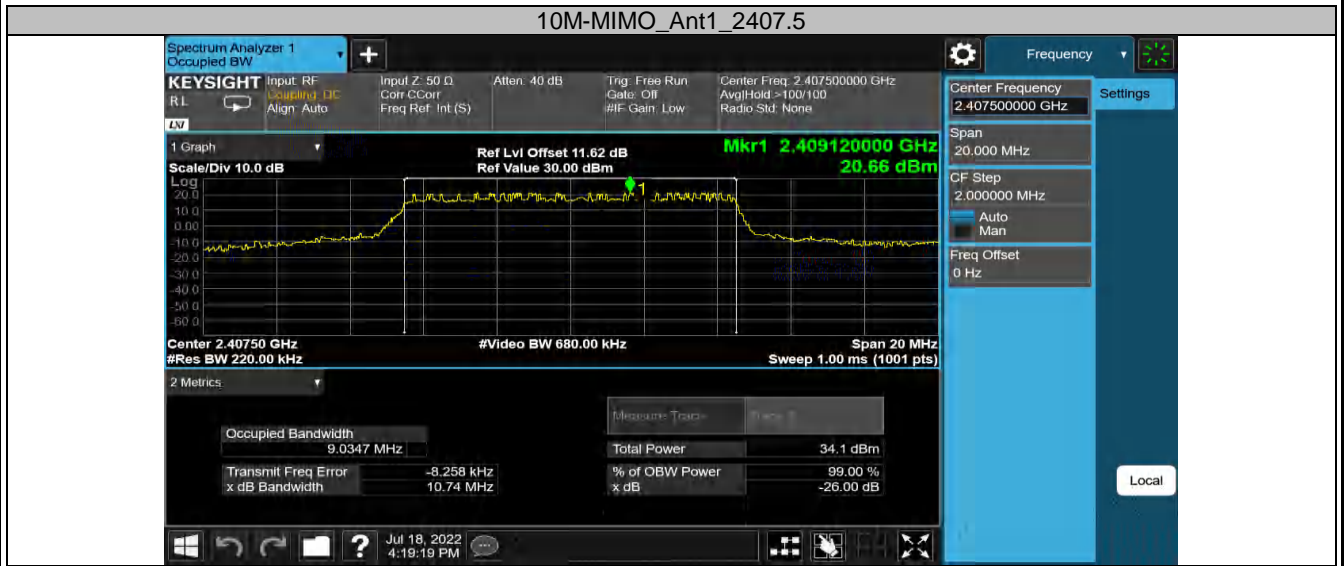 10M-MIMO_Ant1_2407.5
Spectrum Analyzer 1
Occupied BW
+
Frequency
KEYSIGHT
RL
LXI
Input: RF
Coupling: DC
Align: Auto
Input Z: 50 Ω
Corr CCorr
Freq Ref: Int (S)
Atten: 40 dB
Trig: Free Run
Gate: Off
#IF Gain: Low
Center Freq: 2.407500000 GHz
Avg|Hold:>100/100
Radio Std: None
Center Frequency
2.407500000 GHz
Settings
Span
20.000 MHz
CF Step
2.000000 MHz
Auto
Man
Freq Offset
0 Hz
1 Graph
Scale/Div 10.0 dB
Ref Lvl Offset 11.62 dB
Ref Value 30.00 dBm
Mkr1 2.409120000 GHz
20.66 dBm
Log
20.0
10.0
0.00
-10.0
-20.0
-30.0
-40.0
-50.0
-60.0
1
Center 2.40750 GHz
#Res BW 220.00 kHz
#Video BW 680.00 kHz
Span 20 MHz
Sweep 1.00 ms (1001 pts)
2 Metrics
Measure Trace
Occupied Bandwidth
9.0347 MHz
Total Power 34.1 dBm
Transmit Freq Error -8.258 kHz
% of OBW Power 99.00 %
x dB Bandwidth 10.74 MHz
x dB -26.00 dB
Local
?
Jul 18, 2022
4:19:19 PM